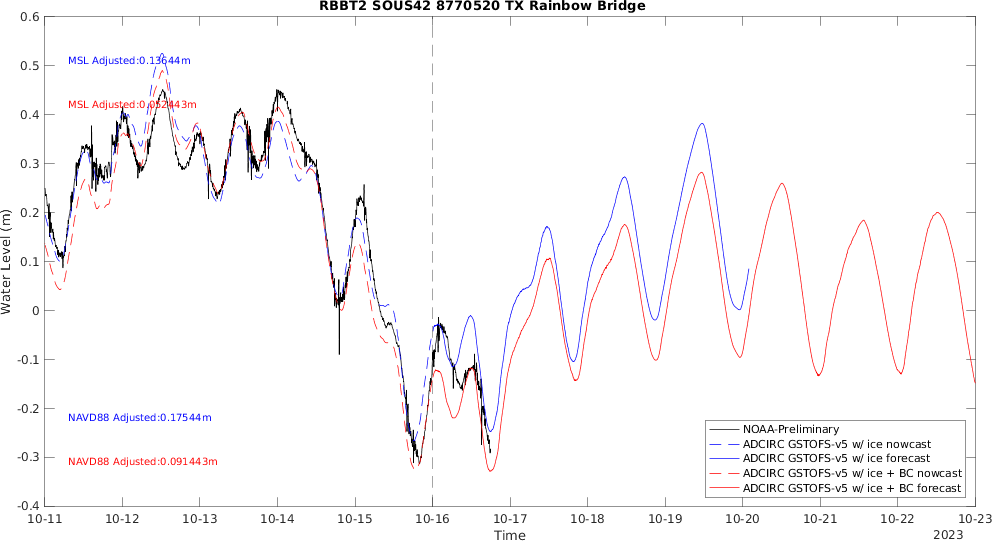 RBBT2 SOUS42 8770520 TX Rainbow Bridge
0.6
0.5
0.4
0.3
0.2
0.1
0
-0.1
-0.2
-0.3
-0.4
Water Level (m)
MSL Adjusted:0.13644m
MSL Adjusted:0.052443m
NAVD88 Adjusted:0.17544m
NAVD88 Adjusted:0.091443m
NOAA-Preliminary
ADCIRC GSTOFS-v5 w/ ice nowcast
ADCIRC GSTOFS-v5 w/ ice forecast
ADCIRC GSTOFS-v5 w/ ice + BC nowcast
ADCIRC GSTOFS-v5 w/ ice + BC forecast
10-11 10-12 10-13 10-14 10-15 10-16 10-17 10-18 10-19 10-20 10-21 10-22 10-23
Time
2023